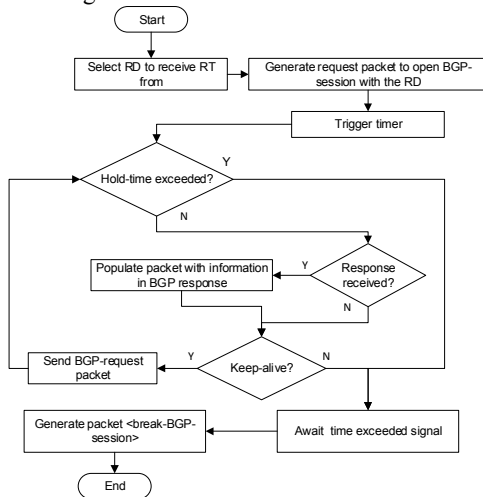 Start
Select RD to receive RT
from
Generate request packet to open BGP-
session with the RD
Trigger timer
Hold-time exceeded?
Y
N
Response
received?
Y
N
Populate packet with information
in BGP response
Keep-alive?
Y
N
Send BGP-request
packet
Await time exceeded signal
Generate packet <break-BGP-
session>
End